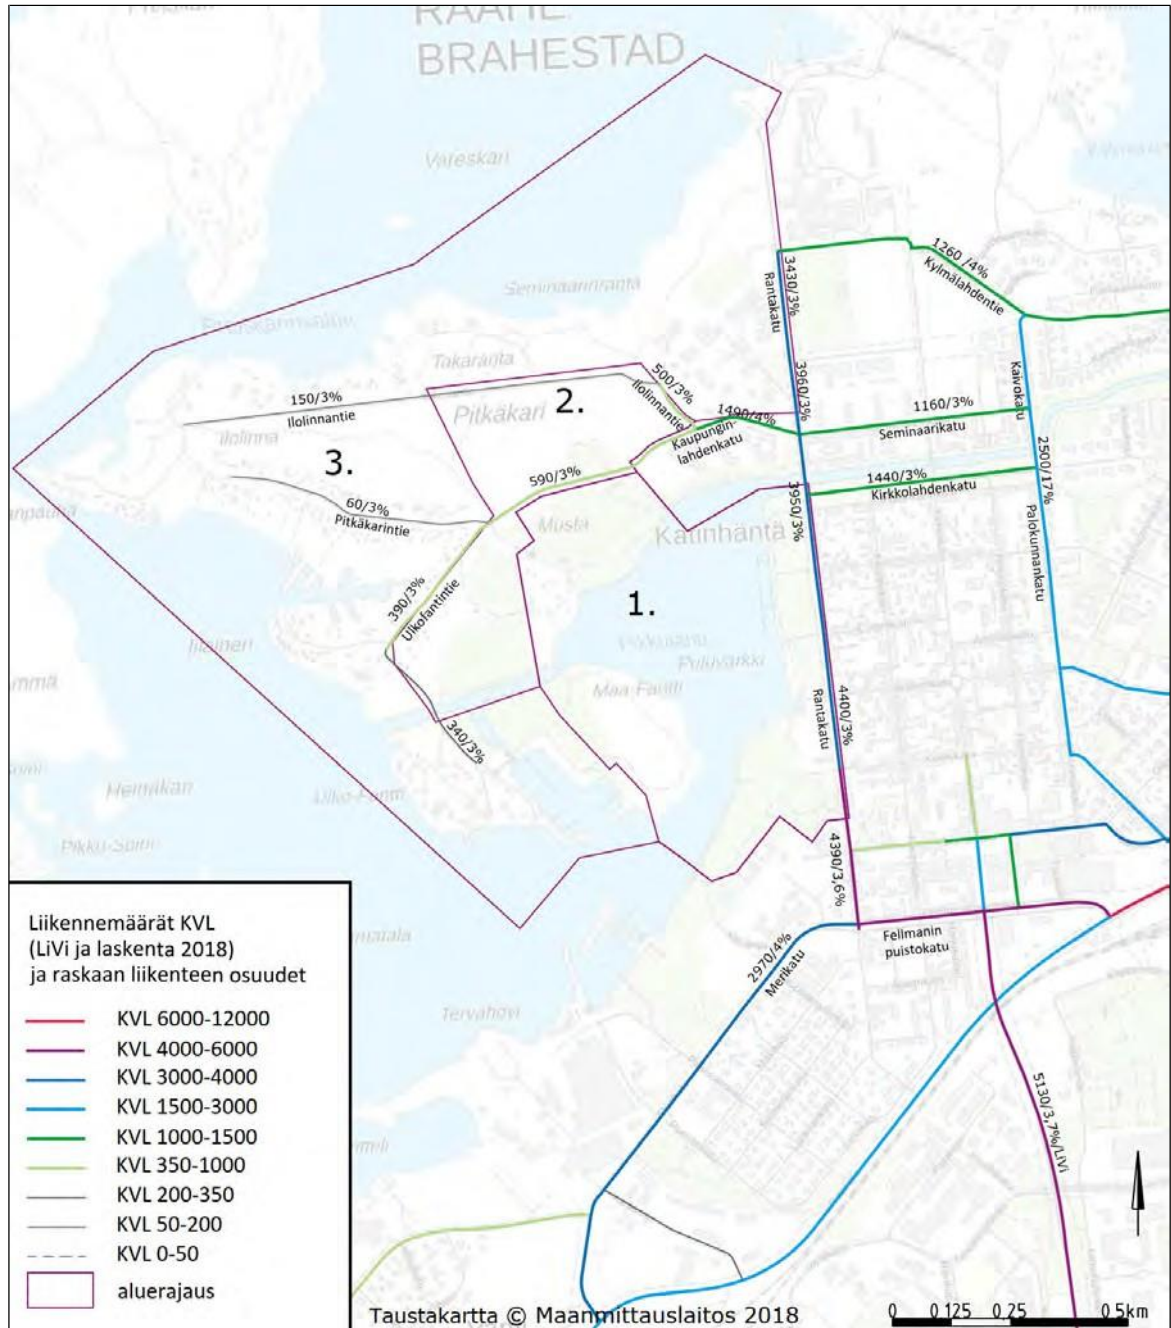 RAAHE
BRAHESTAD
Vareskari
1260 /4%
Kylmälahdentie
3430/3%
Rantakatu
Seminaarinranta
Takaranta
500/3%
Ilolinnantie
3960/3%
Kaivokatu
150/3%
Ilolinnantie
2.
Pitkäkari
1490/4%
Kaupungin-
lahdenkatu
1160/3%
Seminaarikatu
Ilolinna
3.
590/3%
2500/17%
1440/3%
Kirkkolahdenkatu
3950/3%
60/3%
Pitkäkarintie
Musta
Katinhäntä
Palokunnankatu
390/3%
Ulkofantintie
1.
Iiläineri
Pikkulahti
Maa-Fantti
Rantakatu
4400/3%
340/3%
Heinäkari
Ulko-Fantti
4390/3,6%
Fellmanin
puistokatu
2970/4%
Merikatu
Tervahovi
5130/3,7%/LiVi
Liikennemäärät KVL
(LiVi ja laskenta 2018)
ja raskaan liikenteen osuudet
KVL 6000-12000
KVL 4000-6000
KVL 3000-4000
KVL 1500-3000
KVL 1000-1500
KVL 350-1000
KVL 200-350
KVL 50-200
KVL 0-50
aluerajaus
Taustakartta © Maanmittauslaitos 2018
0 0,125 0,25 0,5km